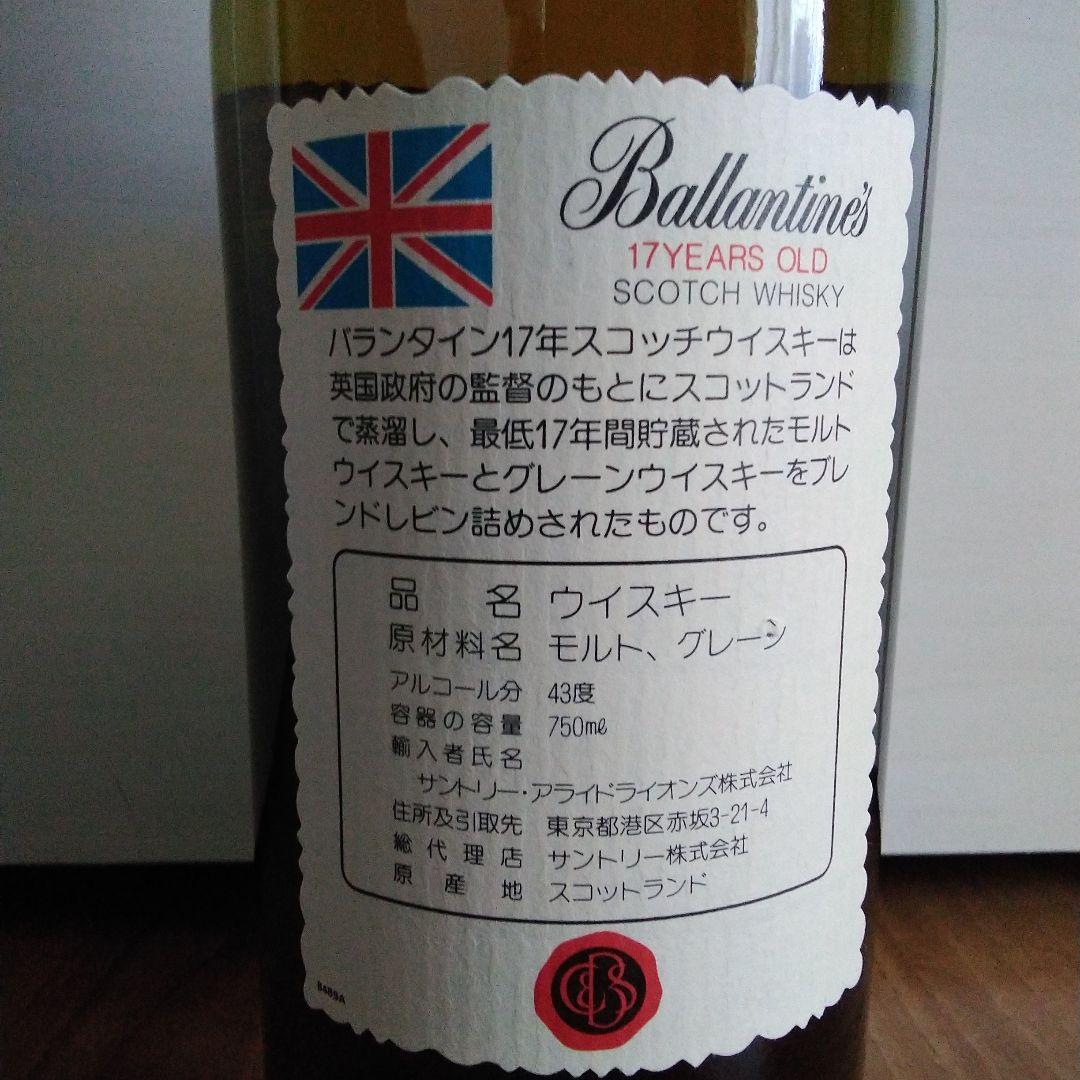 Ballantine's
17 YEARS OLD
SCOTCH WHISKY
バランタイン17年スコッチウイスキーは
英国政府の監督のもとにスコットランド
で蒸溜し、最低17年間貯蔵されたモルト
ウイスキーとグレーンウイスキーをブレ
ンドしビン詰めされたものです。
品名 ウイスキー
原材料名 モルト、グレーン
アルコール分 43度
容器の容量 750mℓ
輸入者氏名
サントリー・アライドライオンズ株式会社
住所及引取先 東京都港区赤坂3-21-4
総代理店 サントリー株式会社
原産地 スコットランド